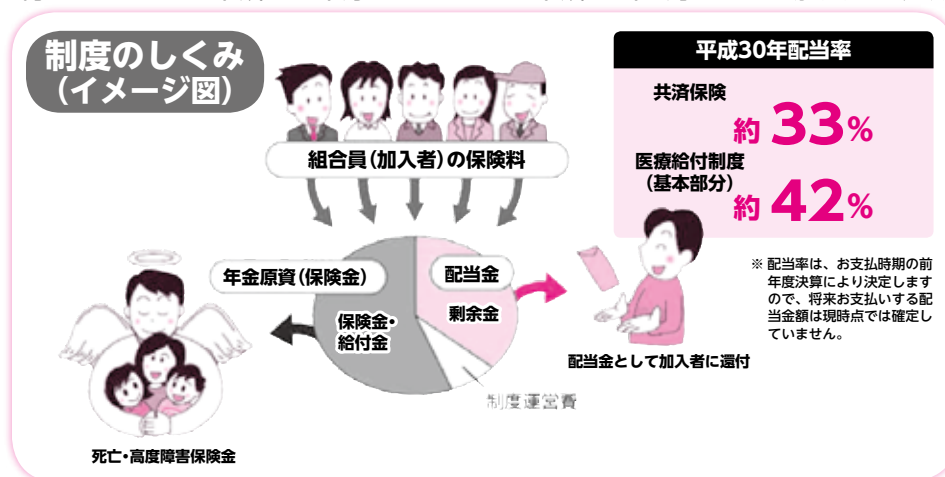 制度のしくみ
(イメージ図)
組合員(加入者)の保険料
平成30年配当率
共済保険
約33%
医療給付制度
(基本部分)
約42%
※配当率は、お支払時期の前
年度決算により決定します
ので、将来お支払いする配
当金額は現時点では確定し
ていません。
年金原資(保険金)
配当金
保険金・
給付金
剰余金
制度運営費
配当金として加入者に還付
死亡・高度障害保険金